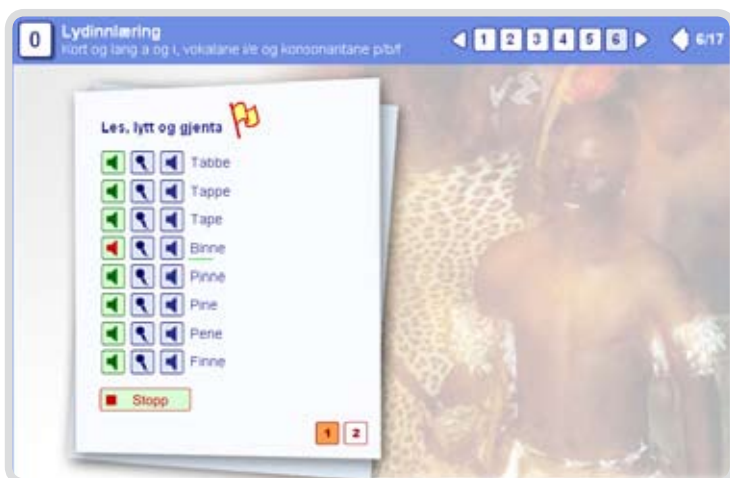 0
Lydinnlæring
Kort og lang a og i, vokalane i/e og konsonantane p/b/f
1 2 3 4 5 6
6/17
Les, lytt og gjenta
Tabbe
Tappe
Tape
Binne
Pinne
Pine
Pene
Finne
Stopp
1 2